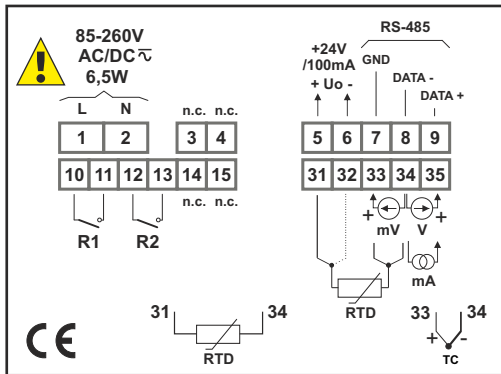 85-260V
AC/DC
6,5W
L N
1 2
n.c. n.c.
3 4
10 11 12 13 14 15
n.c. n.c.
R1 R2
RS-485
+24V
/100mA
GND
+ Uo -
DATA -
DATA +
5 6 7 8 9
31 32 33 34 35
+ +
mV V
mA
RTD
31 34
RTD
33 34
+ -
TC
CE